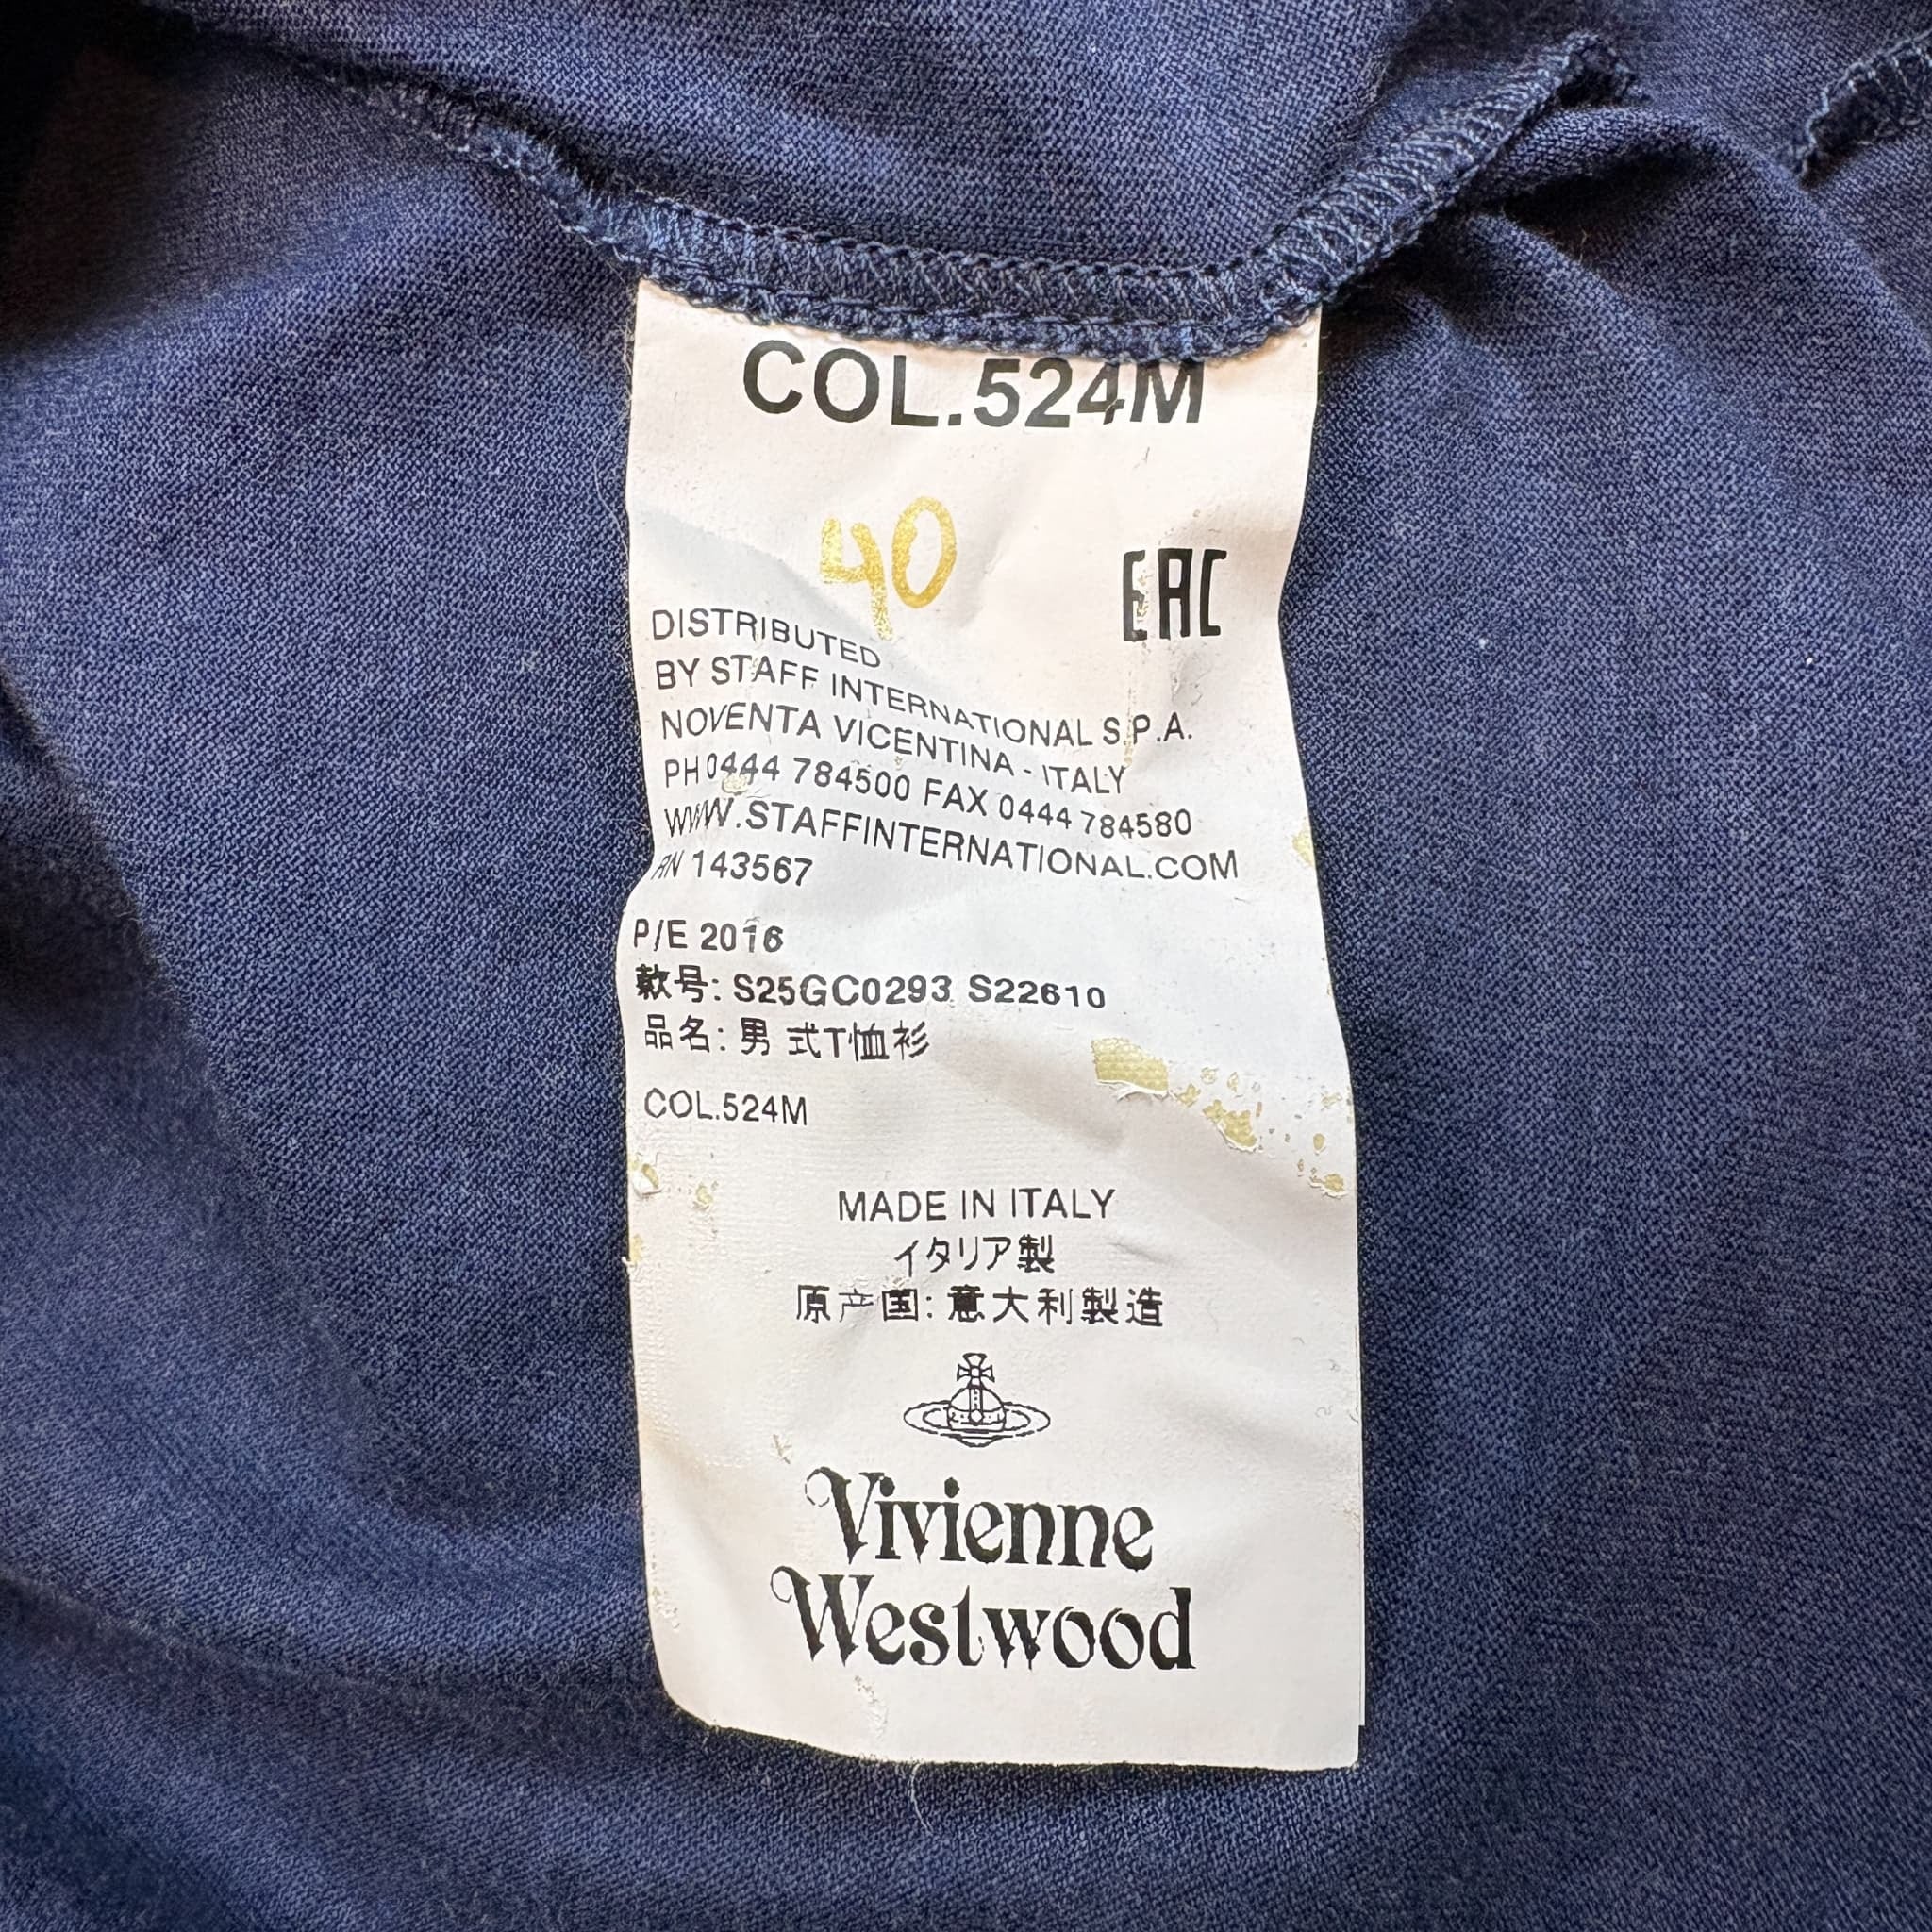 COL.524M
40
EAC
DISTRIBUTED
BY STAFF INTERNATIONAL S.P.A.
NOVENTA VICENTINA - ITALY
PH 0444 784500 FAX 0444 784580
WWW.STAFFINTERNATIONAL.COM
RN 143567
P/E 2016
款号: S25GC0293 S22610
品名: 男 式T恤衫
COL.524M
MADE IN ITALY
イタリア製
原产国: 意大利製造
Vivienne
Westwood